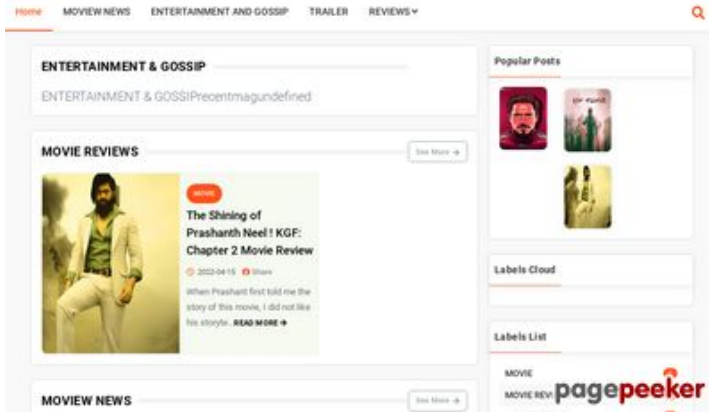 Home MOVIEW NEWS ENTERTAINMENT AND GOSSIP TRAILER REVIEWS
ENTERTAINMENT & GOSSIP
ENTERTAINMENT & GOSSIPrecentmagundefined
MOVIE REVIEWS
See More →
MOVIE
The Shining of
Prashanth Neel ! KGF:
Chapter 2 Movie Review
2022-04-15 Share
When Prashant first told me the
story of this movie, I did not like
his storyte.. READ MORE →
MOVIEW NEWS
See More →
Popular Posts
Labels Cloud
Labels List
MOVIE
MOVIE REVI
pagepeeker